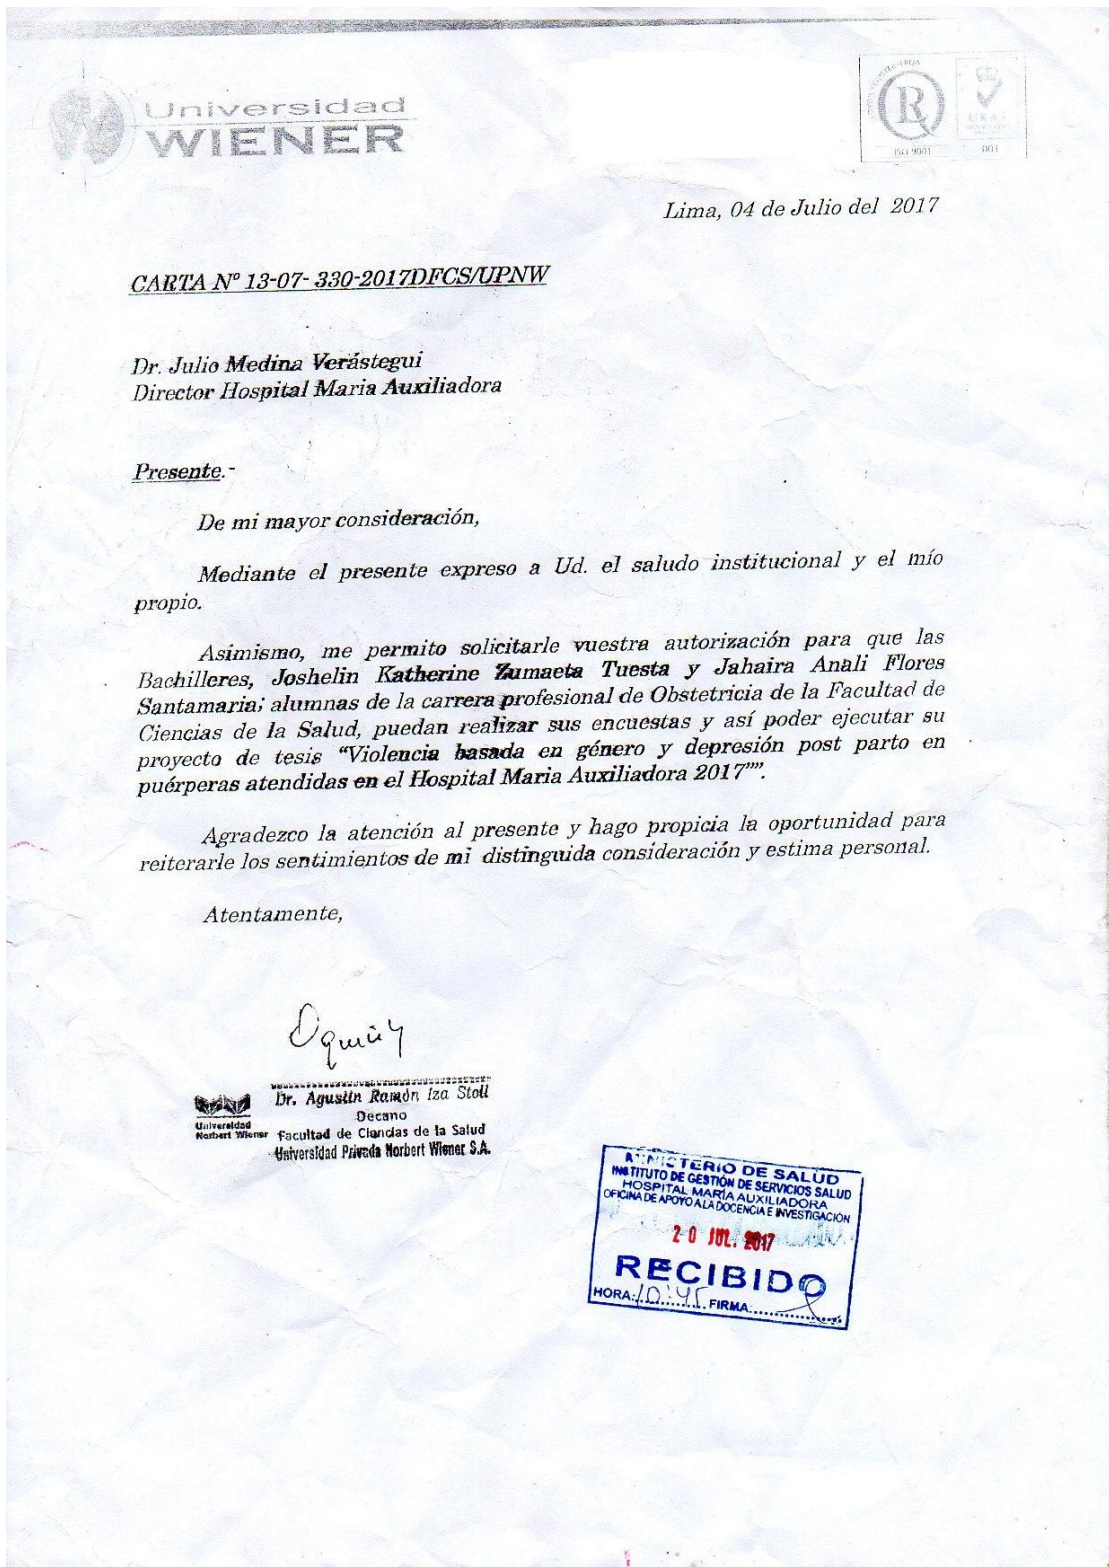 Universidad
WIENER
ISO 9001
UKAS
001
Lima, 04 de Julio del 2017
CARTA Nº 13-07- 330-2017DFCS/UPNW
Dr. Julio Medina Verástegui
Director Hospital Maria Auxiliadora
Presente.-
De mi mayor consideración,
Mediante el presente expreso a Ud. el saludo institucional y el mío
propio.
Asimismo, me permito solicitarle vuestra autorización para que las
Bachilleres, Joshelin Katherine Zumaeta Tuesta y Jahaira Anali Flores
Santamaria; alumnas de la carrera profesional de Obstetricia de la Facultad de
Ciencias de la Salud, puedan realizar sus encuestas y así poder ejecutar su
proyecto de tesis “Violencia basada en género y depresión post parto en
puérperas atendidas en el Hospital Maria Auxiliadora 2017””.
Agradezco la atención al presente y hago propicia la oportunidad para
reiterarle los sentimientos de mi distinguida consideración y estima personal.
Atentamente,
Dr. Agustín Ramón Iza Stoll
Decano
Facultad de Ciencias de la Salud
Universidad Privada Norbert Wiener S.A.
Universidad
Norbert Wiener
MINISTERIO DE SALUD
INSTITUTO DE GESTIÓN DE SERVICIOS SALUD
HOSPITAL MARÍA AUXILIADORA
OFICINA DE APOYO A LA DOCENCIA E INVESTIGACIÓN
20 JUL. 2017
RECIBIDO
HORA: 10:45 FIRMA